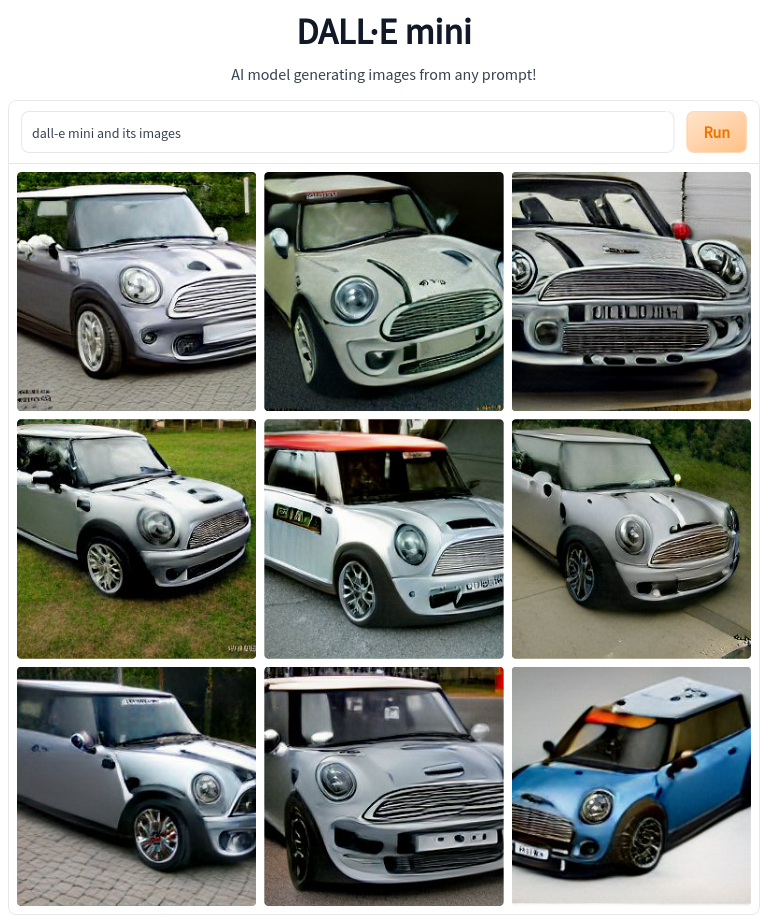 DALL·E mini
AI model generating images from any prompt!
dall-e mini and its images
Run